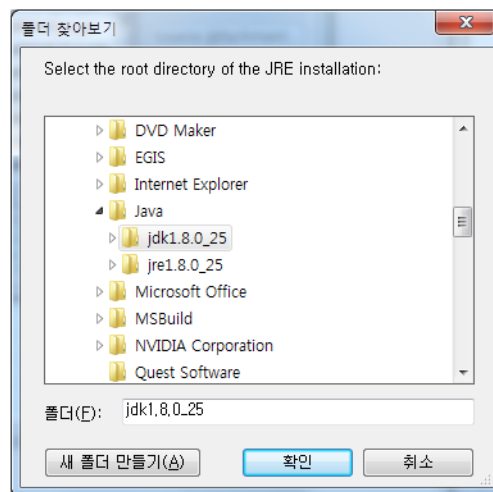 폴더 찾아보기
Select the root directory of the JRE installation:
DVD Maker
EGIS
Internet Explorer
Java
jdk1.8.0_25
jre1.8.0_25
Microsoft Office
MSBuild
NVIDIA Corporation
Quest Software
폴더(F): jdk1,8,0_25
새 폴더 만들기(A) 확인 취소